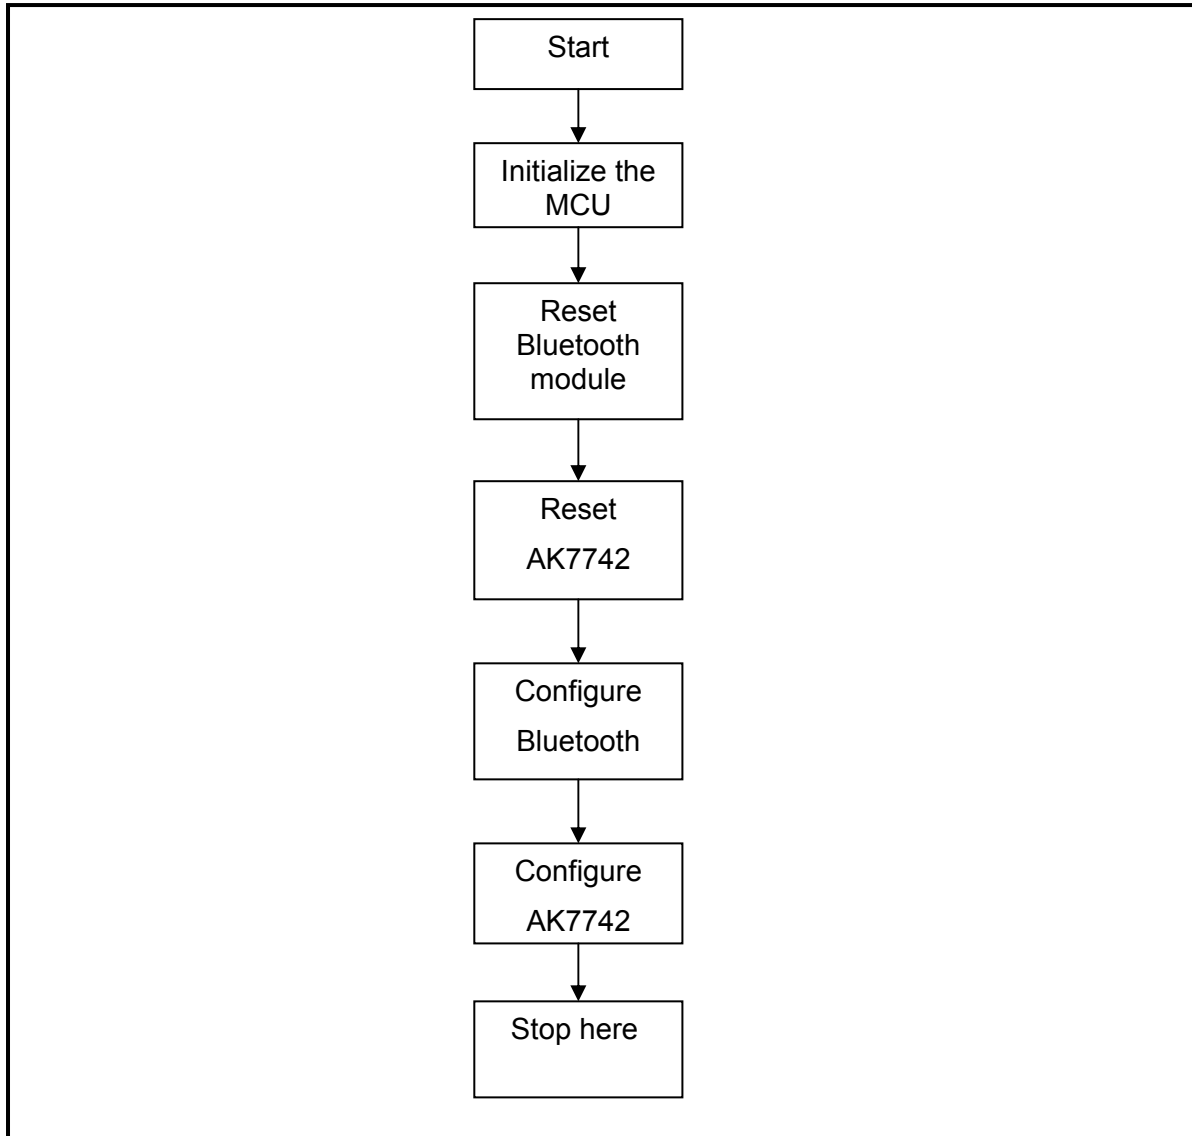 Start
Initialize the
MCU
Reset
Bluetooth
module
Reset
AK7742
Configure
Bluetooth
Configure
AK7742
Stop here